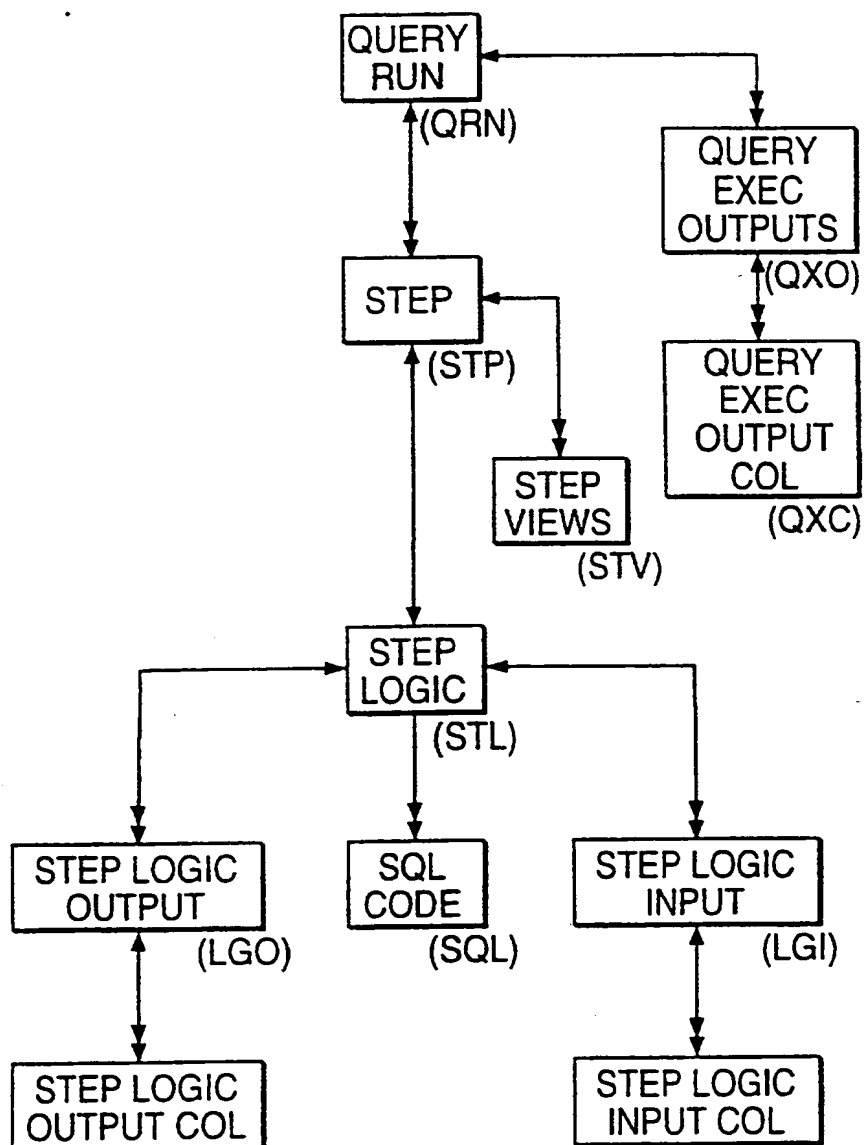 QUERY
RUN
(QRN)
QUERY
EXEC
OUTPUTS
(QXO)
STEP
(STP)
QUERY
EXEC
OUTPUT
COL
(QXC)
STEP
VIEWS
(STV)
STEP
LOGIC
(STL)
STEP LOGIC
OUTPUT
(LGO)
SQL
CODE
(SQL)
STEP LOGIC
INPUT
(LGI)
STEP LOGIC
OUTPUT COL
STEP LOGIC
INPUT COL